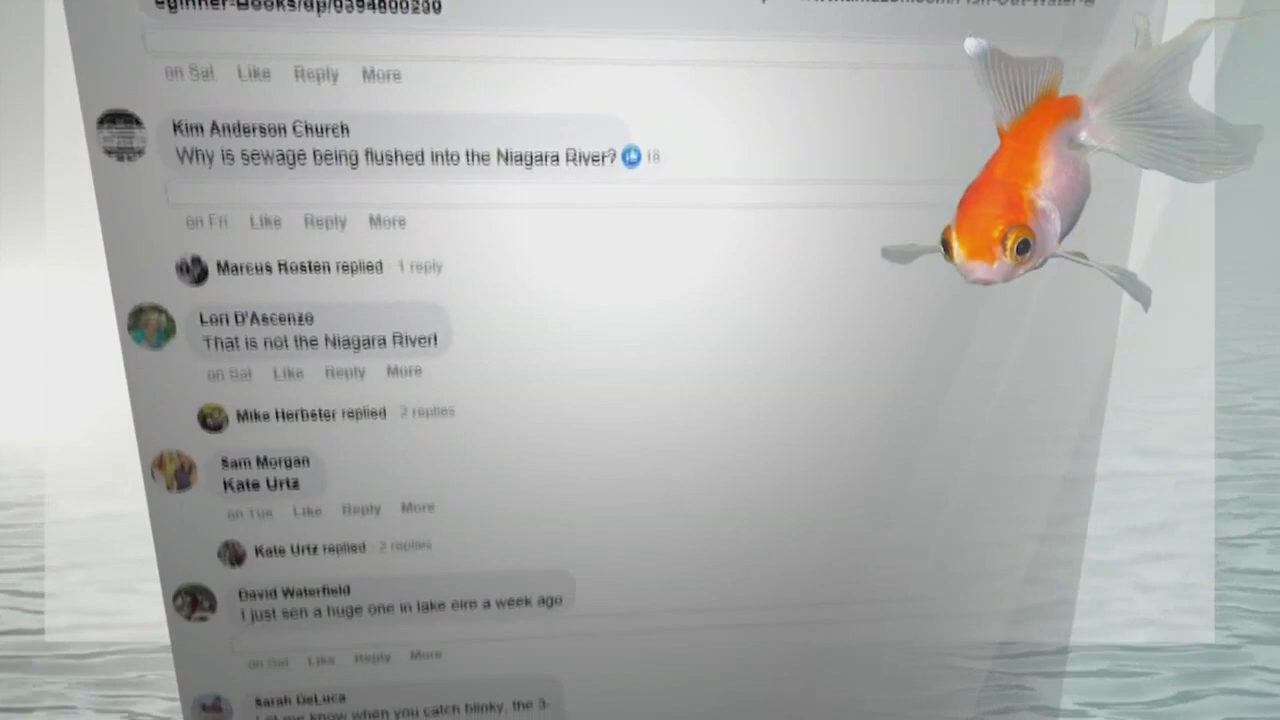 eginner-Books/dp/0394800230
on Sat Like Reply More
Kim Anderson Church
Why is sewage being flushed into the Niagara River? 18
on Fri Like Reply More
Marcus Rosten replied 1 reply
Lori D'Ascenzo
That is not the Niagara River!
on Sat Like Reply More
Mike Herbster replied 2 replies
Sam Morgan
Kate Urtz
on Tue Like Reply More
Kate Urtz replied 2 replies
David Waterfield
I just sen a huge one in lake eire a week ago
on Sat Like Reply More
Sarah DeLuca
know when you catch blinky, the 3-